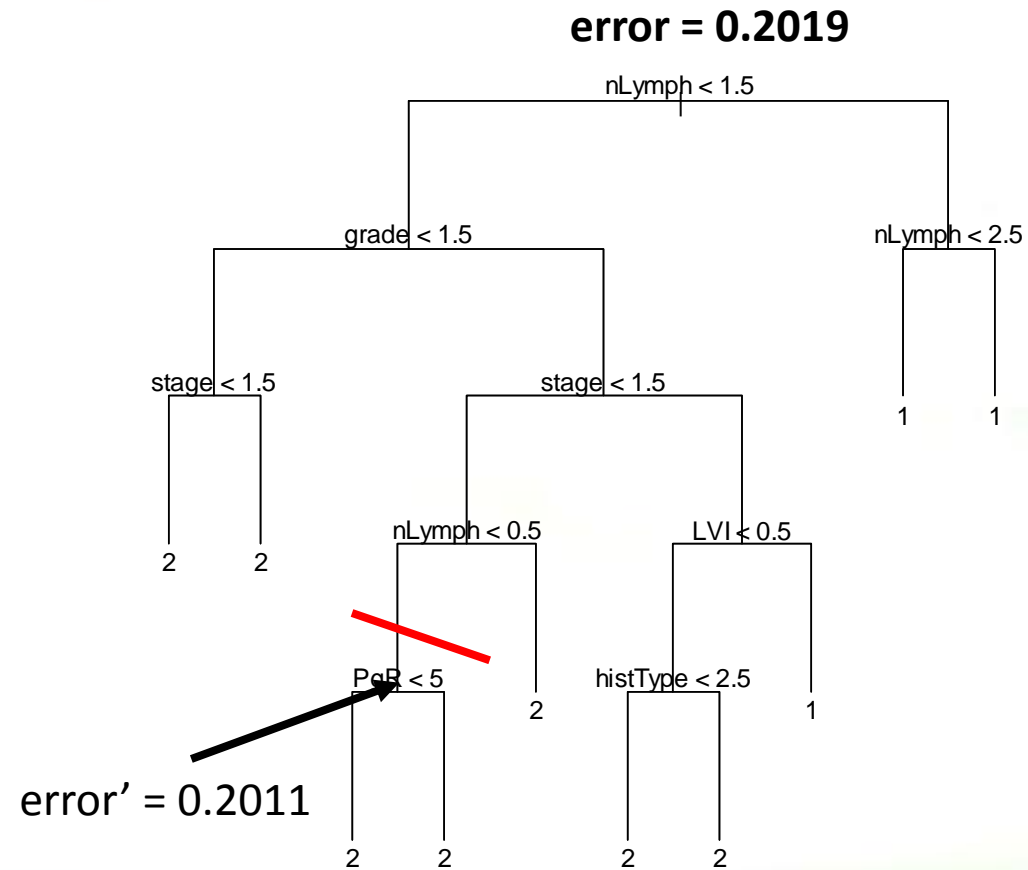 error = 0.2019
nLymph < 1.5
grade < 1.5
nLymph < 2.5
stage < 1.5
stage < 1.5
1
1
nLymph < 0.5
LVI < 0.5
2
2
PgR < 5
histType < 2.5
2
1
error’ = 0.2011
2
2
2
2